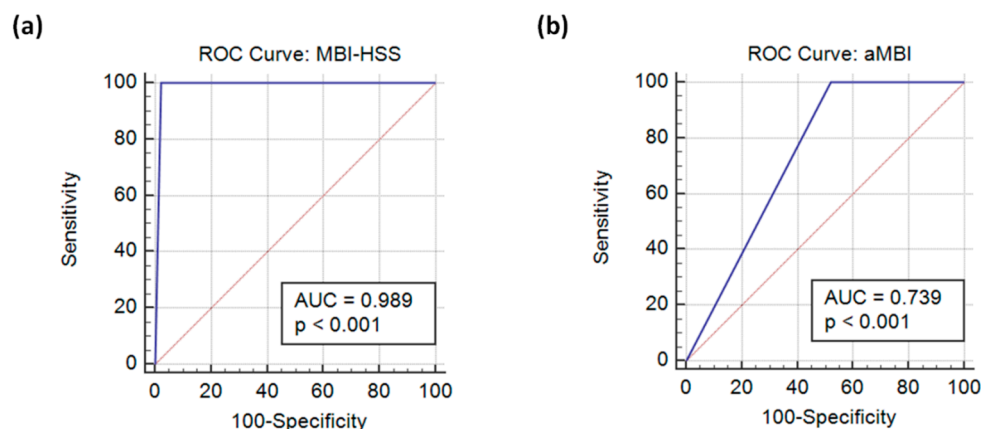 (a)
ROC Curve: MBI-HSS
100
80
60
40
20
0
Sensitivity
AUC = 0.989
p < 0.001
0 20 40 60 80 100
100-Specificity
(b)
ROC Curve: aMBI
100
80
60
40
20
0
Sensitivity
AUC = 0.739
p < 0.001
0 20 40 60 80 100
100-Specificity